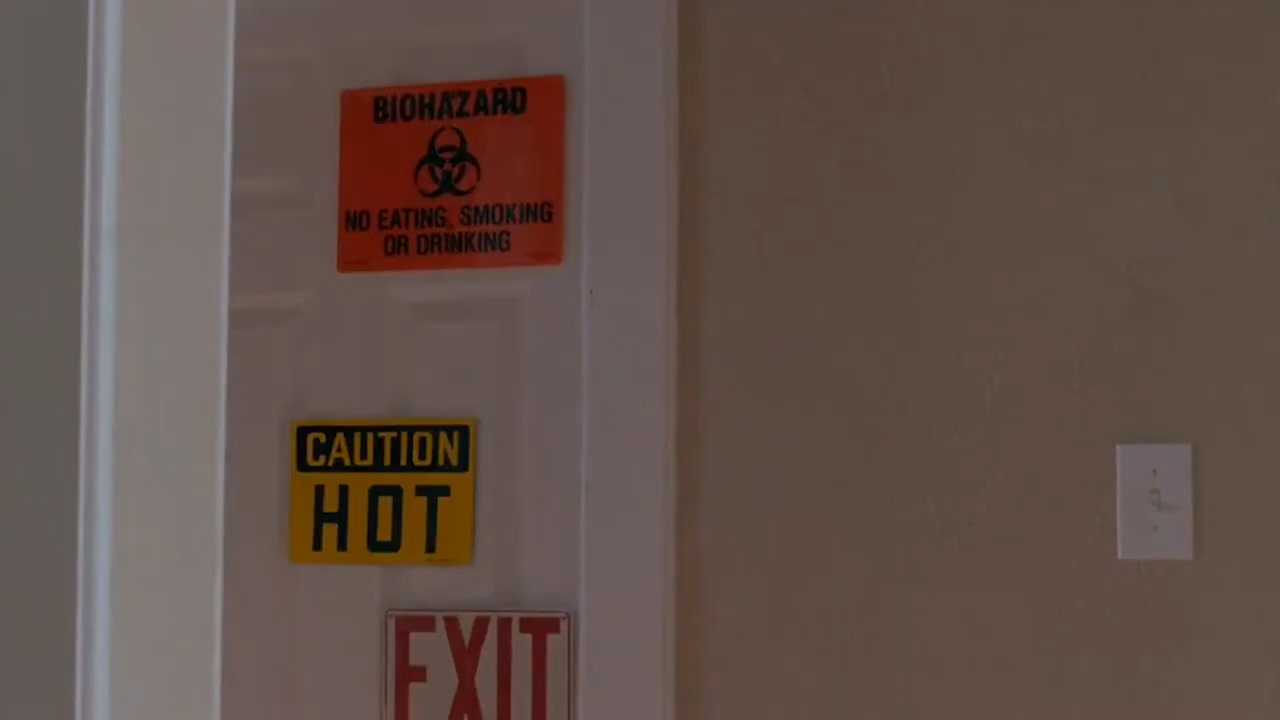 BIOHAZARD
NO EATING, SMOKING
OR DRINKING
CAUTION
HOT
EXIT